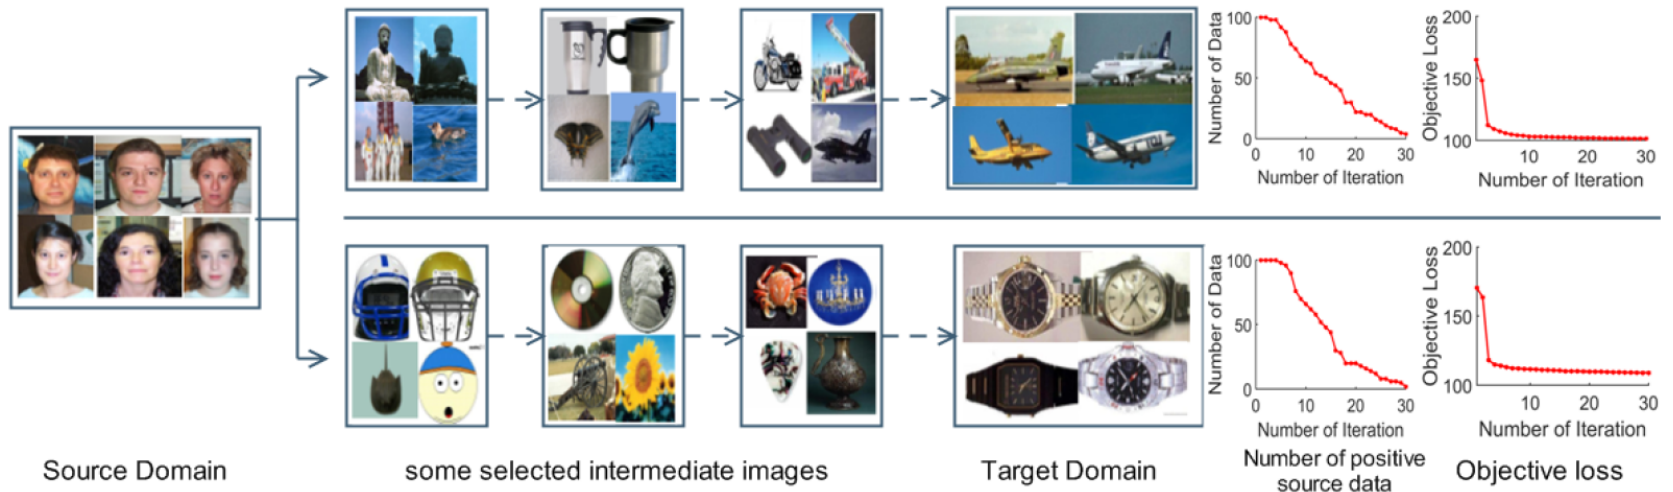 Number of Data
100
50
0
0
10
20
30
Number of Iteration
Objective Loss
200
150
100
10
20
30
Number of Iteration
Number of Data
100
50
0
0
10
20
30
Number of Iteration
Objective Loss
200
150
100
10
20
30
Number of Iteration
Source Domain
some selected intermediate images
Target Domain
Number of positive
source data
Objective loss